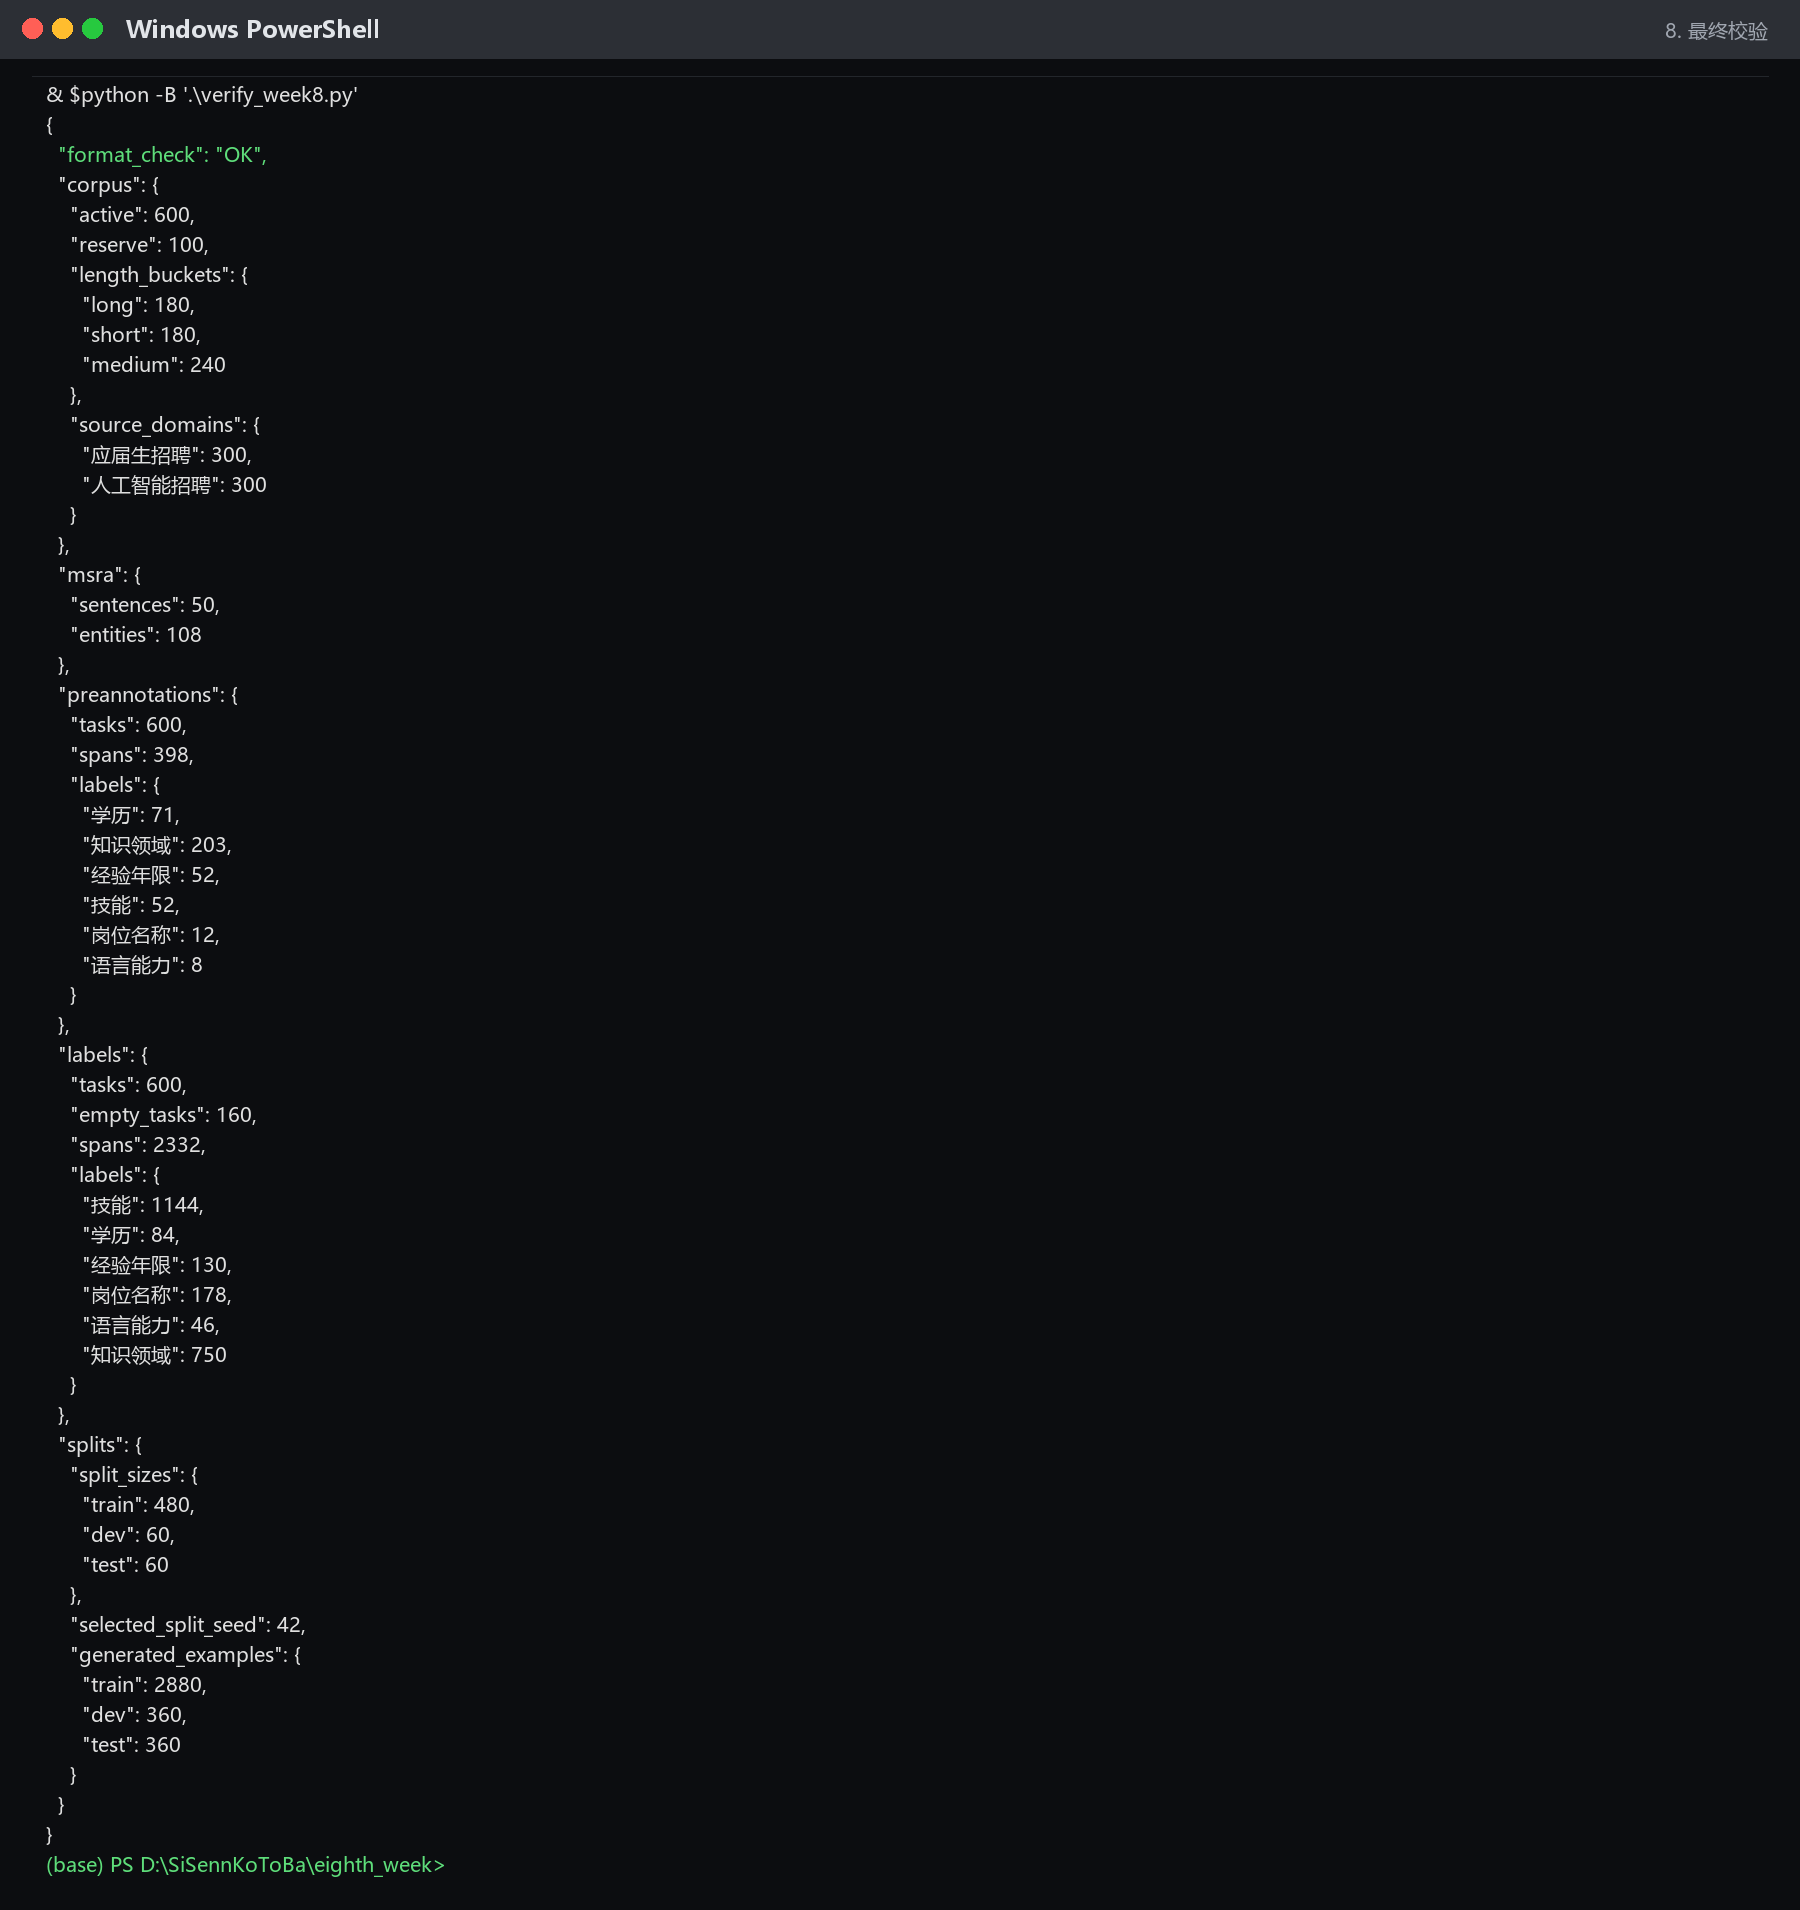 Windows PowerShell
8. 最终校验
& $python -B '.\verify_week8.py'
{
"format_check": "OK",
"corpus": {
"active": 600,
"reserve": 100,
"length_buckets": {
"long": 180,
"short": 180,
"medium": 240
},
"source_domains": {
"应届生招聘": 300,
"人工智能招聘": 300
}
},
"msra": {
"sentences": 50,
"entities": 108
},
"preannotations": {
"tasks": 600,
"spans": 398,
"labels": {
"学历": 71,
"知识领域": 203,
"经验年限": 52,
"技能": 52,
"岗位名称": 12,
"语言能力": 8
}
},
"labels": {
"tasks": 600,
"empty_tasks": 160,
"spans": 2332,
"labels": {
"技能": 1144,
"学历": 84,
"经验年限": 130,
"岗位名称": 178,
"语言能力": 46,
"知识领域": 750
}
},
"splits": {
"split_sizes": {
"train": 480,
"dev": 60,
"test": 60
},
"selected_split_seed": 42,
"generated_examples": {
"train": 2880,
"dev": 360,
"test": 360
}
}
}
(base) PS D:\SiSennKoToBa\eighth_week>